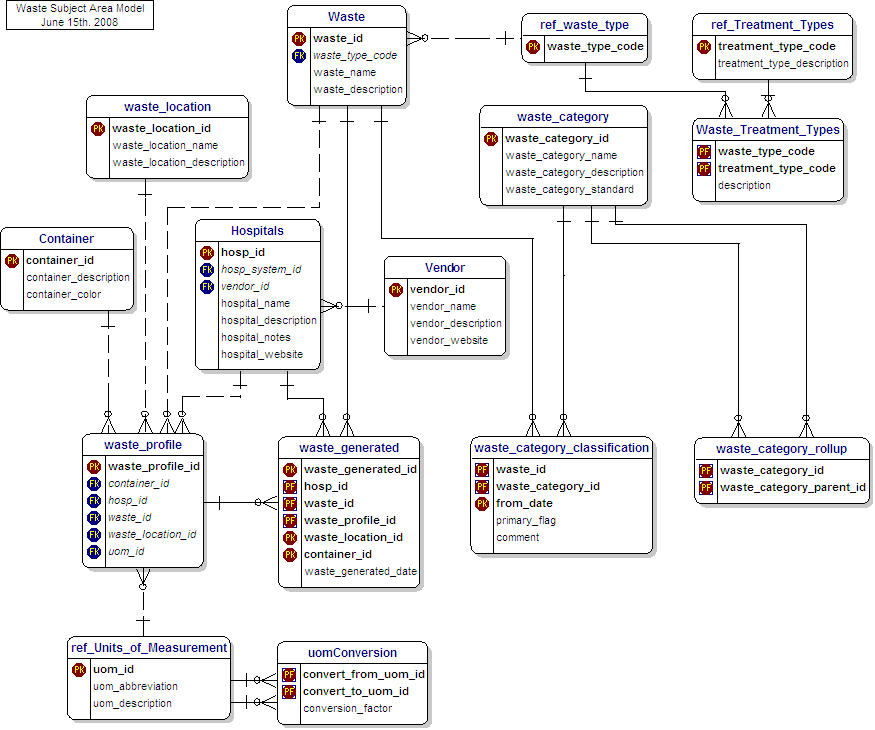 Waste Subject Area Model
June 15th. 2008
Waste
PK waste_id
FK waste_type_code
waste_name
waste_description
ref_waste_type
PK waste_type_code
ref_Treatment_Types
PK treatment_type_code
treatment_type_description
waste_location
PK waste_location_id
waste_location_name
waste_location_description
waste_category
PK waste_category_id
waste_category_name
waste_category_description
waste_category_standard
Waste_Treatment_Types
PF waste_type_code
PF treatment_type_code
description
Container
PK container_id
container_description
container_color
Hospitals
PK hosp_id
FK hosp_system_id
FK vendor_id
hospital_name
hospital_description
hospital_notes
hospital_website
Vendor
PK vendor_id
vendor_name
vendor_description
vendor_website
waste_profile
PK waste_profile_id
FK container_id
FK hosp_id
FK waste_id
FK waste_location_id
FK uom_id
waste_generated
PK waste_generated_id
PF hosp_id
PF waste_id
PF waste_profile_id
PK waste_location_id
PK container_id
waste_generated_date
waste_category_classification
PF waste_id
PF waste_category_id
PK from_date
primary_flag
comment
waste_category_rollup
PF waste_category_id
PF waste_category_parent_id
ref_Units_of_Measurement
PK uom_id
uom_abbreviation
uom_description
uomConversion
PF convert_from_uom_id
PF convert_to_uom_id
conversion_factor